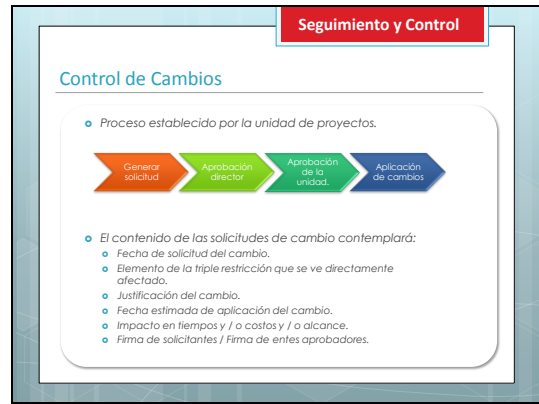 Seguimiento y Control
Control de Cambios
Proceso establecido por la unidad de proyectos.
Generar
solicitud
Aprobación
director
Aprobación
de la
unidad.
Aplicación
de cambios
El contenido de las solicitudes de cambio contemplará:
Fecha de solicitud del cambio.
Elemento de la triple restricción que se ve directamente
afectado.
Justificación del cambio.
Fecha estimada de aplicación del cambio.
Impacto en tiempos y / o costos y / o alcance.
Firma de solicitantes / Firma de entes aprobadores.